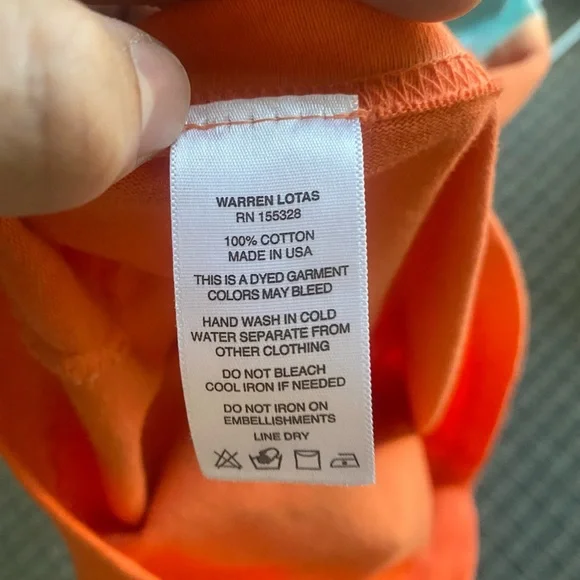 WARREN LOTAS
RN 155328
100% COTTON
MADE IN USA
THIS IS A DYED GARMENT
COLORS MAY BLEED
HAND WASH IN COLD
WATER SEPARATE FROM
OTHER CLOTHING
DO NOT BLEACH
COOL IRON IF NEEDED
DO NOT IRON ON
EMBELLISHMENTS
LINE DRY